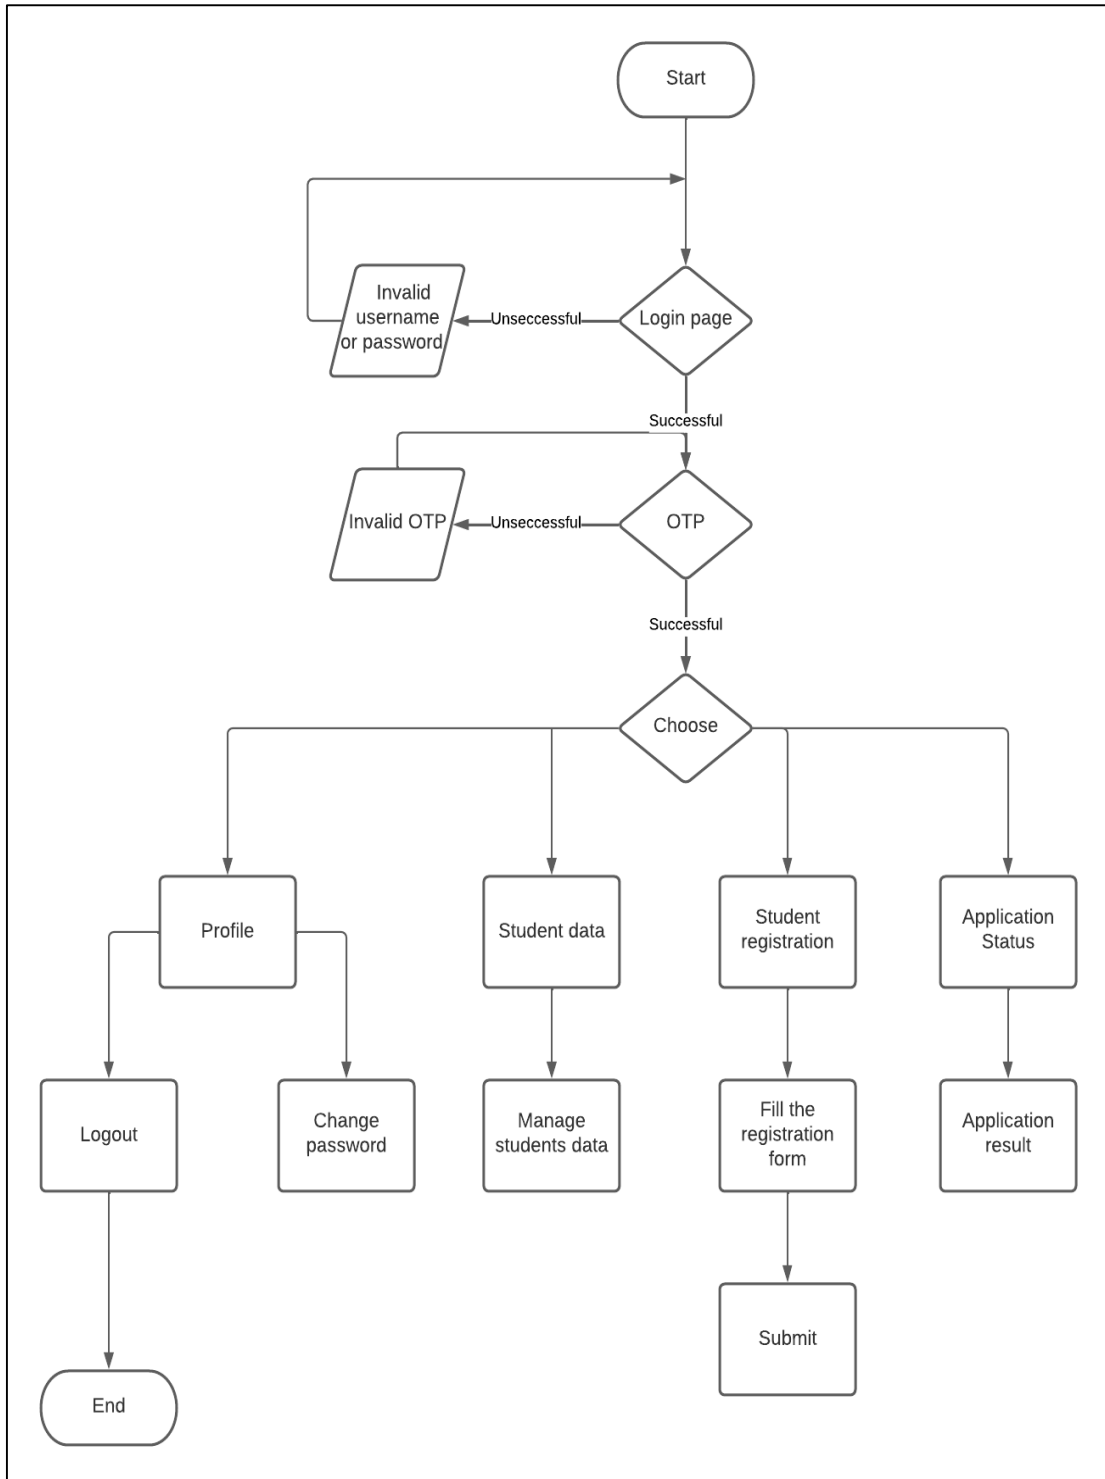 Start
Invalid
username
or password
Unseccessful
Login page
Successful
Invalid OTP
Unseccessful
OTP
Successful
Choose
Profile
Student data
Student
registration
Application
Status
Logout
Change
password
Manage
students data
Fill the
registration
form
Application
result
Submit
End